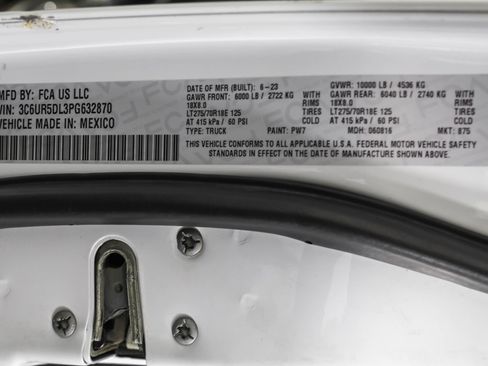 MFD BY: FCA US LLC
VIN: 3C6UR5DL3PG632870
VEHICLE MADE IN: MEXICO
DATE OF MFR (BUILT): 6-23
GAWR FRONT: 6000 LB / 2722 KG
18X8.0 RIMS
LT275/70R18E 125 TIRES
AT 415 kPa / 60 PSI COLD
TYPE: TRUCK PAINT: PW7
GVWR: 10000 LB / 4536 KG
GAWR REAR: 6040 LB / 2740 KG
18X8.0 RIMS
LT275/70R18E 125 TIRES
AT 415 kPa / 60 PSI COLD
MDH: 060816 MKT: 875
THIS VEHICLE CONFORMS TO ALL APPLICABLE U.S.A. FEDERAL MOTOR VEHICLE SAFETY
STANDARDS IN EFFECT ON THE DATE OF MANUFACTURE SHOWN ABOVE.